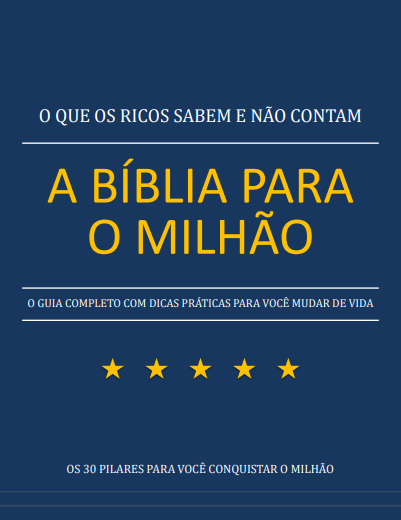 O QUE OS RICOS SABEM E NÃO CONTAM
A BÍBLIA PARA
O MILHÃO
O GUIA COMPLETO COM DICAS PRÁTICAS PARA VOCÊ MUDAR DE VIDA
OS 30 PILARES PARA VOCÊ CONQUISTAR O MILHÃO